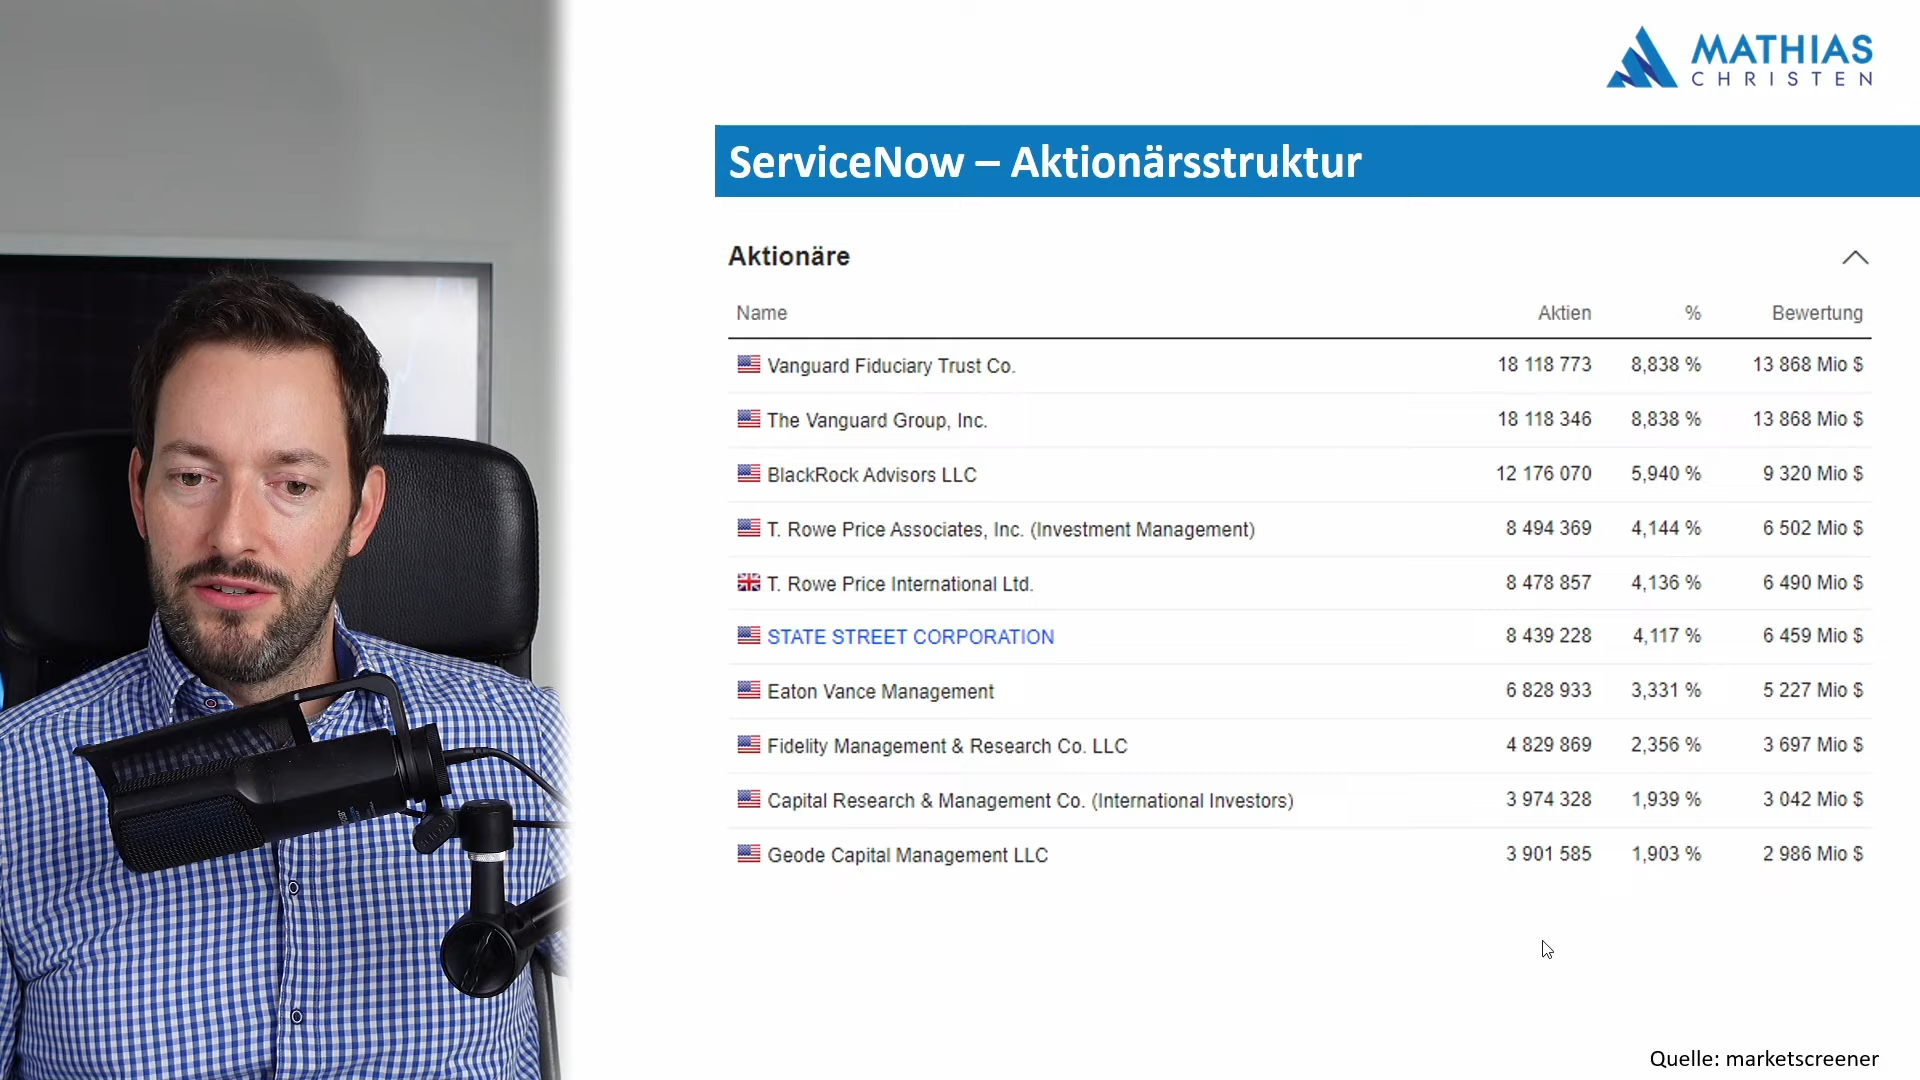 MATHIAS
CHRISTEN
ServiceNow – Aktionärsstruktur
Aktionäre
Name Aktien % Bewertung
Vanguard Fiduciary Trust Co. 18 118 773 8,838 % 13 868 Mio $
The Vanguard Group, Inc. 18 118 346 8,838 % 13 868 Mio $
BlackRock Advisors LLC 12 176 070 5,940 % 9 320 Mio $
T. Rowe Price Associates, Inc. (Investment Management) 8 494 369 4,144 % 6 502 Mio $
T. Rowe Price International Ltd. 8 478 857 4,136 % 6 490 Mio $
STATE STREET CORPORATION 8 439 228 4,117 % 6 459 Mio $
Eaton Vance Management 6 828 933 3,331 % 5 227 Mio $
Fidelity Management & Research Co. LLC 4 829 869 2,356 % 3 697 Mio $
Capital Research & Management Co. (International Investors) 3 974 328 1,939 % 3 042 Mio $
Geode Capital Management LLC 3 901 585 1,903 % 2 986 Mio $
Quelle: marketscreener